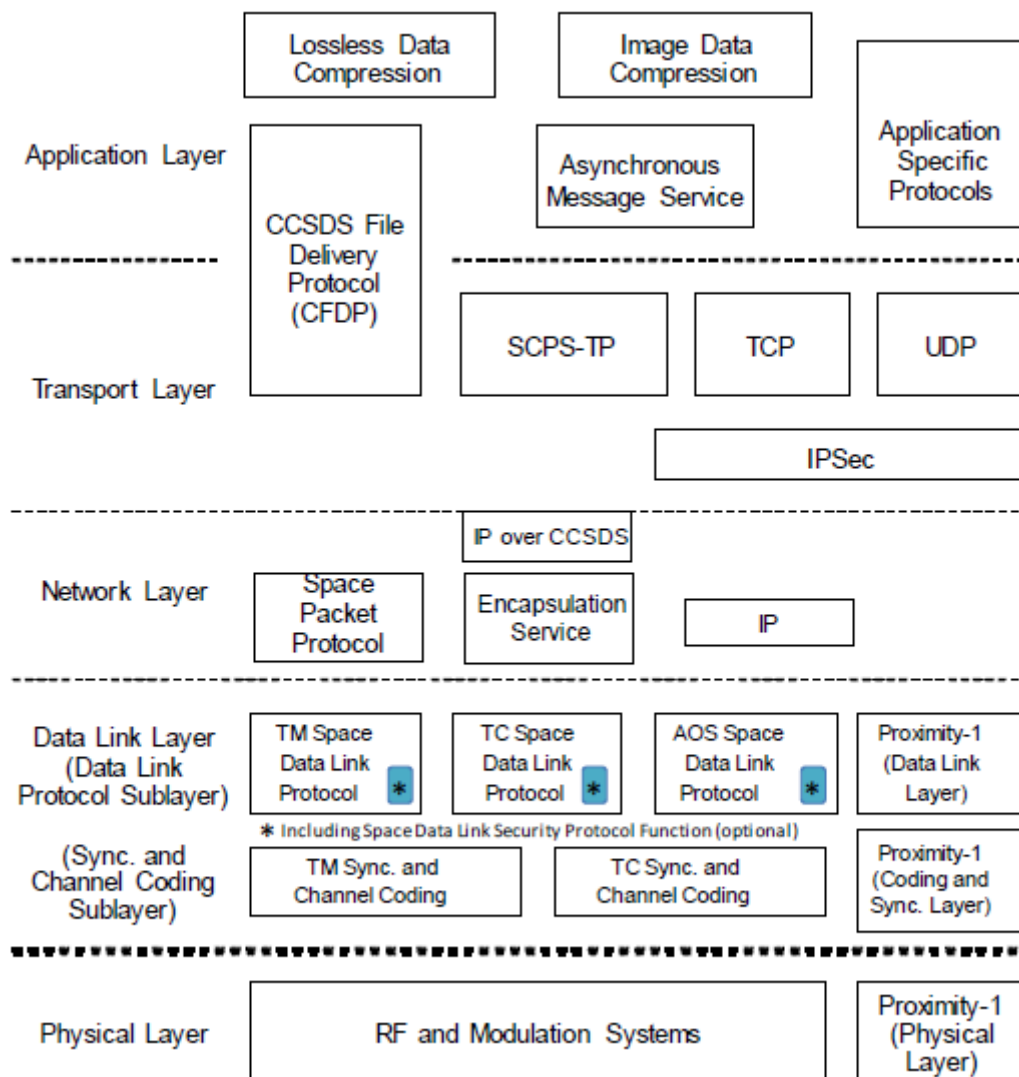 Lossless Data
Compression
Image Data
Compression
Application Layer
Application
Specific
Protocols
Asynchronous
Message Service
CCSDS File
Delivery
Protocol
(CFDP)
Transport Layer
SCPS-TP
TCP
UDP
IPSec
IP over CCSDS
Network Layer
Space
Packet
Protocol
Encapsulation
Service
IP
Data Link Layer
(Data Link
Protocol Sublayer)
TM Space
Data Link
Protocol *
TC Space
Data Link
Protocol *
AOS Space
Data Link
Protocol *
Proximity-1
(Data Link
Layer)
* Including Space Data Link Security Protocol Function (optional)
(Sync. and
Channel Coding
Sublayer)
TM Sync. and
Channel Coding
TC Sync. and
Channel Coding
Proximity-1
(Coding and
Sync. Layer)
Physical Layer
RF and Modulation Systems
Proximity-1
(Physical
Layer)